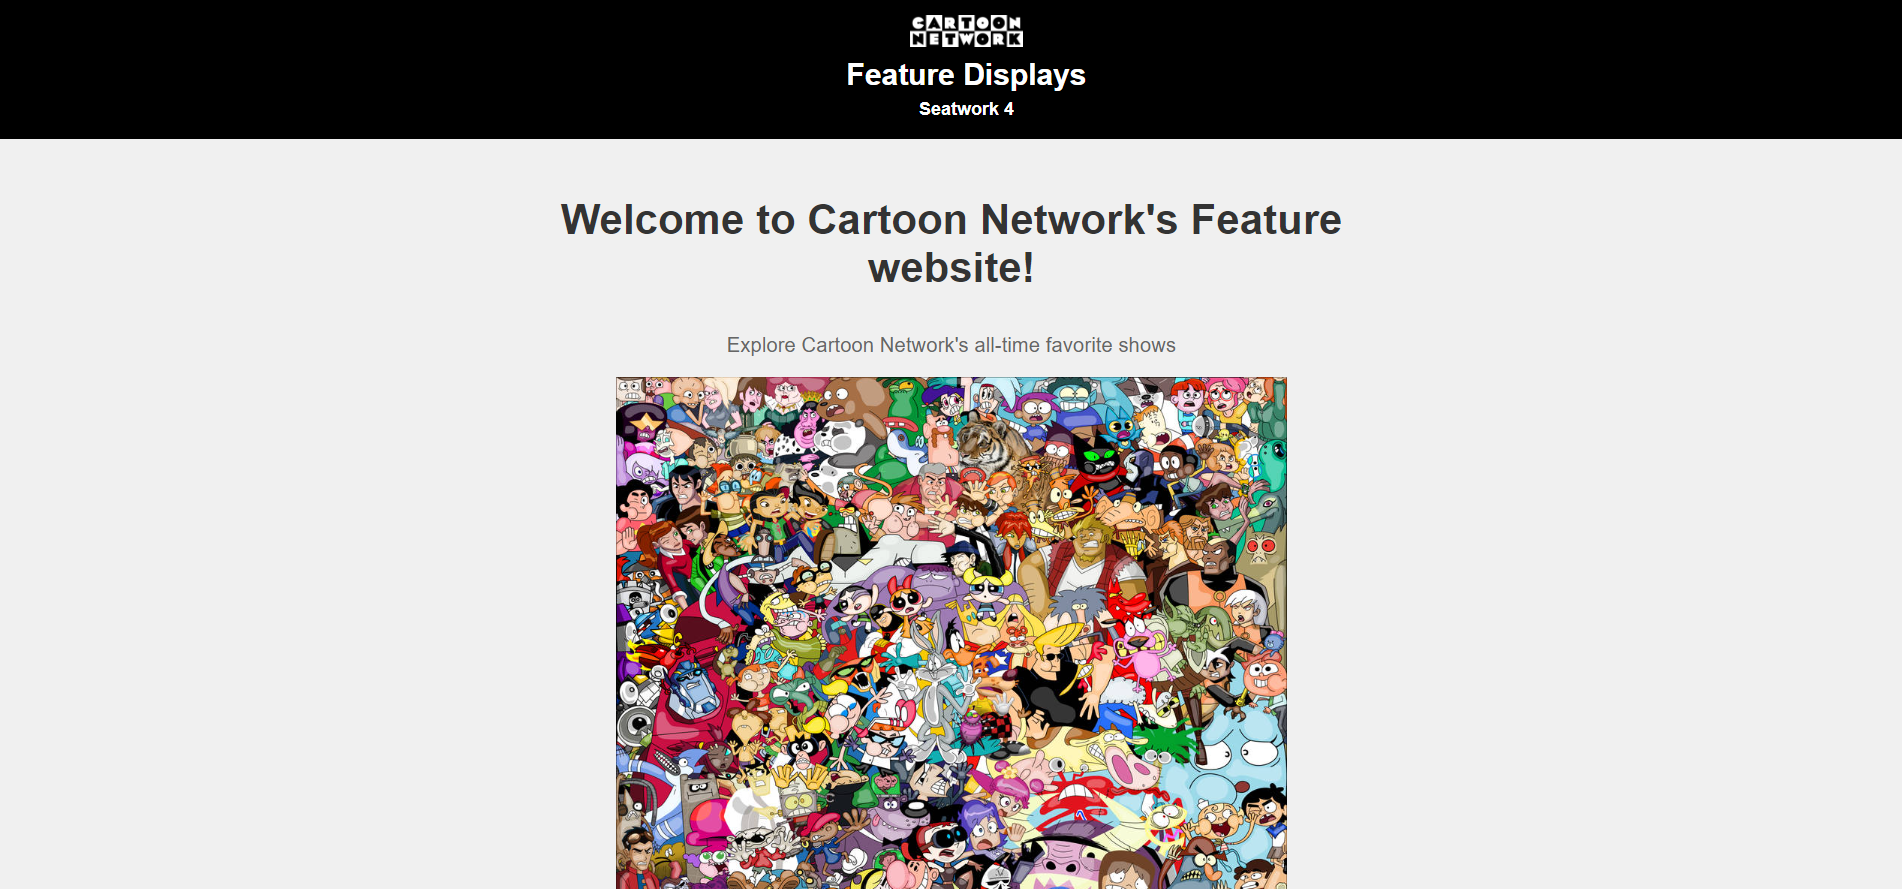 CARTOON
NETWORK
Feature Displays
Seatwork 4
Welcome to Cartoon Network's Feature
website!
Explore Cartoon Network's all-time favorite shows